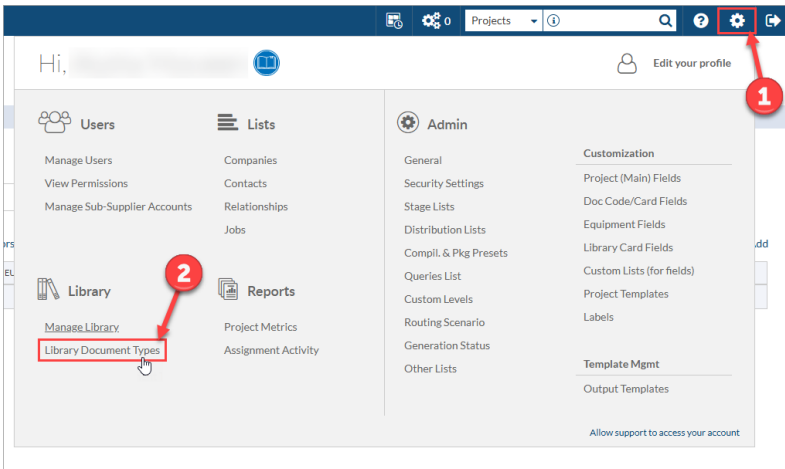 0 Projects
1
Hi,
Edit your profile
Users
Manage Users
View Permissions
Manage Sub-Supplier Accounts
Lists
Companies
Contacts
Relationships
Jobs
Library
Manage Library
2
Library Document Types
Reports
Project Metrics
Assignment Activity
Admin
General
Security Settings
Stage Lists
Distribution Lists
Compil. & Pkg Presets
Queries List
Custom Levels
Routing Scenario
Generation Status
Other Lists
Customization
Project (Main) Fields
Doc Code/Card Fields
Equipment Fields
Library Card Fields
Custom Lists (for fields)
Project Templates
Labels
Template Mgmt
Output Templates
Allow support to access your account